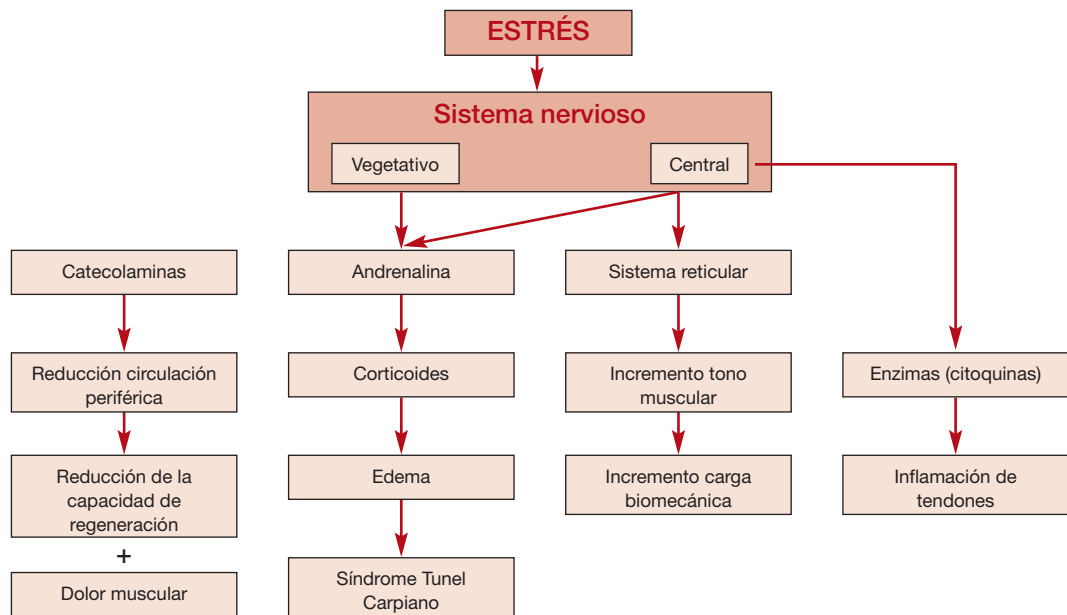 ESTRÉS
Sistema nervioso
Vegetativo
Central
Catecolaminas
Andrenalina
Sistema reticular
Reducción circulación
periférica
Corticoides
Incremento tono
muscular
Enzimas (citoquinas)
Reducción de la
capacidad de
regeneración
Edema
Incremento carga
biomecánica
Inflamación de
tendones
+
Dolor muscular
Síndrome Tunel
Carpiano